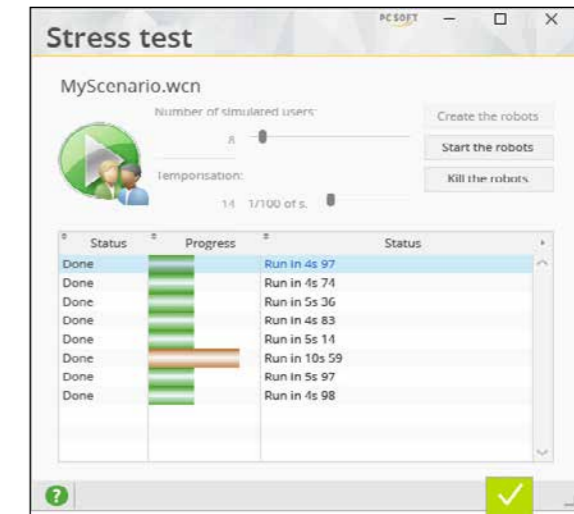 PC SOFT
Stress test
MyScenario.wcn
Number of simulated users:
8
Create the robots
Start the robots
Temporisation:
Kill the robots
14 1/100 of s.
Status Progress Status
Done Run in 4s 97
Done Run in 4s 74
Done Run in 5s 36
Done Run in 4s 83
Done Run in 5s 14
Done Run in 10s 59
Done Run in 5s 97
Done Run in 4s 98
?